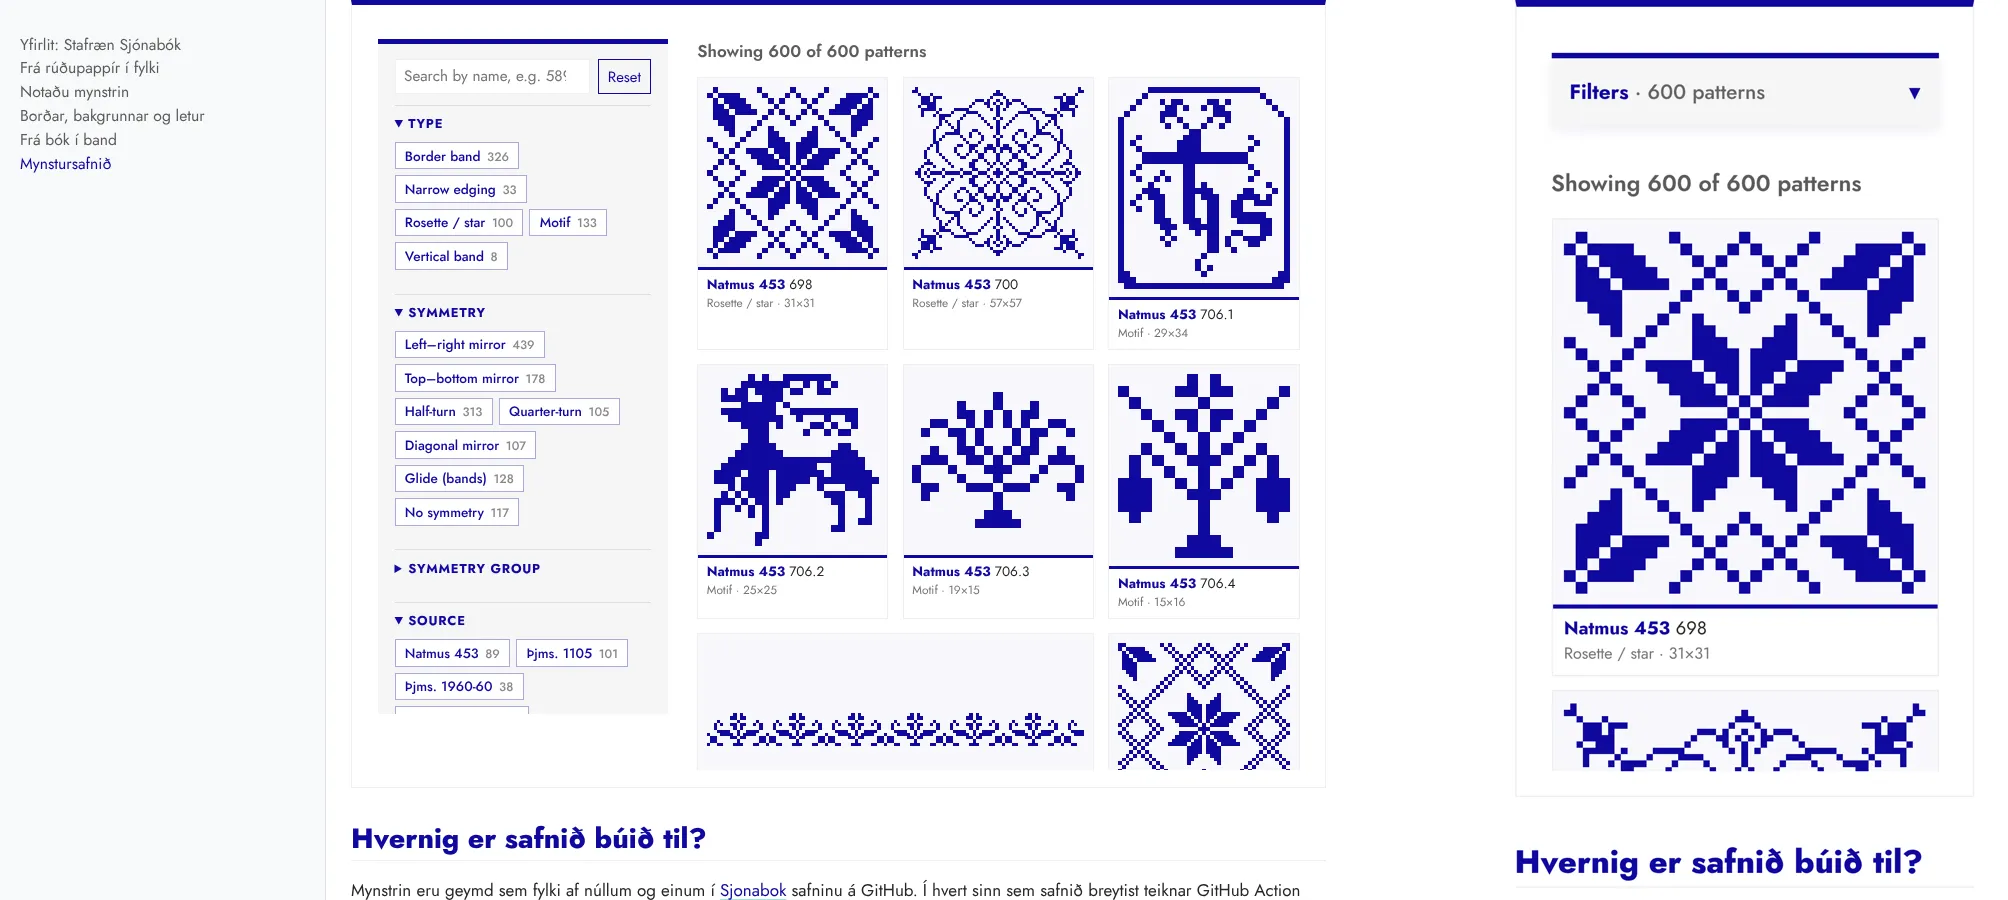 Yfirlit: Stafræn Sjónabók
Frá rúðupappír í fylki
Notaðu mynstrin
Borðar, bakgrunnar og letur
Frá bók í band
Mynstursafnið
Search by name, e.g. 589
Reset
▼ TYPE
Border band 326
Narrow edging 33
Rosette / star 100 Motif 133
Vertical band 8
▼ SYMMETRY
Left–right mirror 439
Top–bottom mirror 178
Half-turn 313 Quarter-turn 105
Diagonal mirror 107
Glide (bands) 128
No symmetry 117
▶ SYMMETRY GROUP
▼ SOURCE
Natmus 453 89 Þjms. 1105 101
Þjms. 1960-60 38
Showing 600 of 600 patterns
Natmus 453 698
Rosette / star · 31×31
Natmus 453 700
Rosette / star · 57×57
ihs
Natmus 453 706.1
Motif · 29×34
Natmus 453 706.2
Motif · 25×25
Natmus 453 706.3
Motif · 19×15
Natmus 453 706.4
Motif · 15×16
Hvernig er safnið búið til?
Mynstrin eru geymd sem fylki af núllum og einum í Sjonabok safninu á GitHub. Í hvert sinn sem safnið breytist teiknar GitHub Action
Filters · 600 patterns ▼
Showing 600 of 600 patterns
Natmus 453 698
Rosette / star · 31×31
Hvernig er safnið búið til?